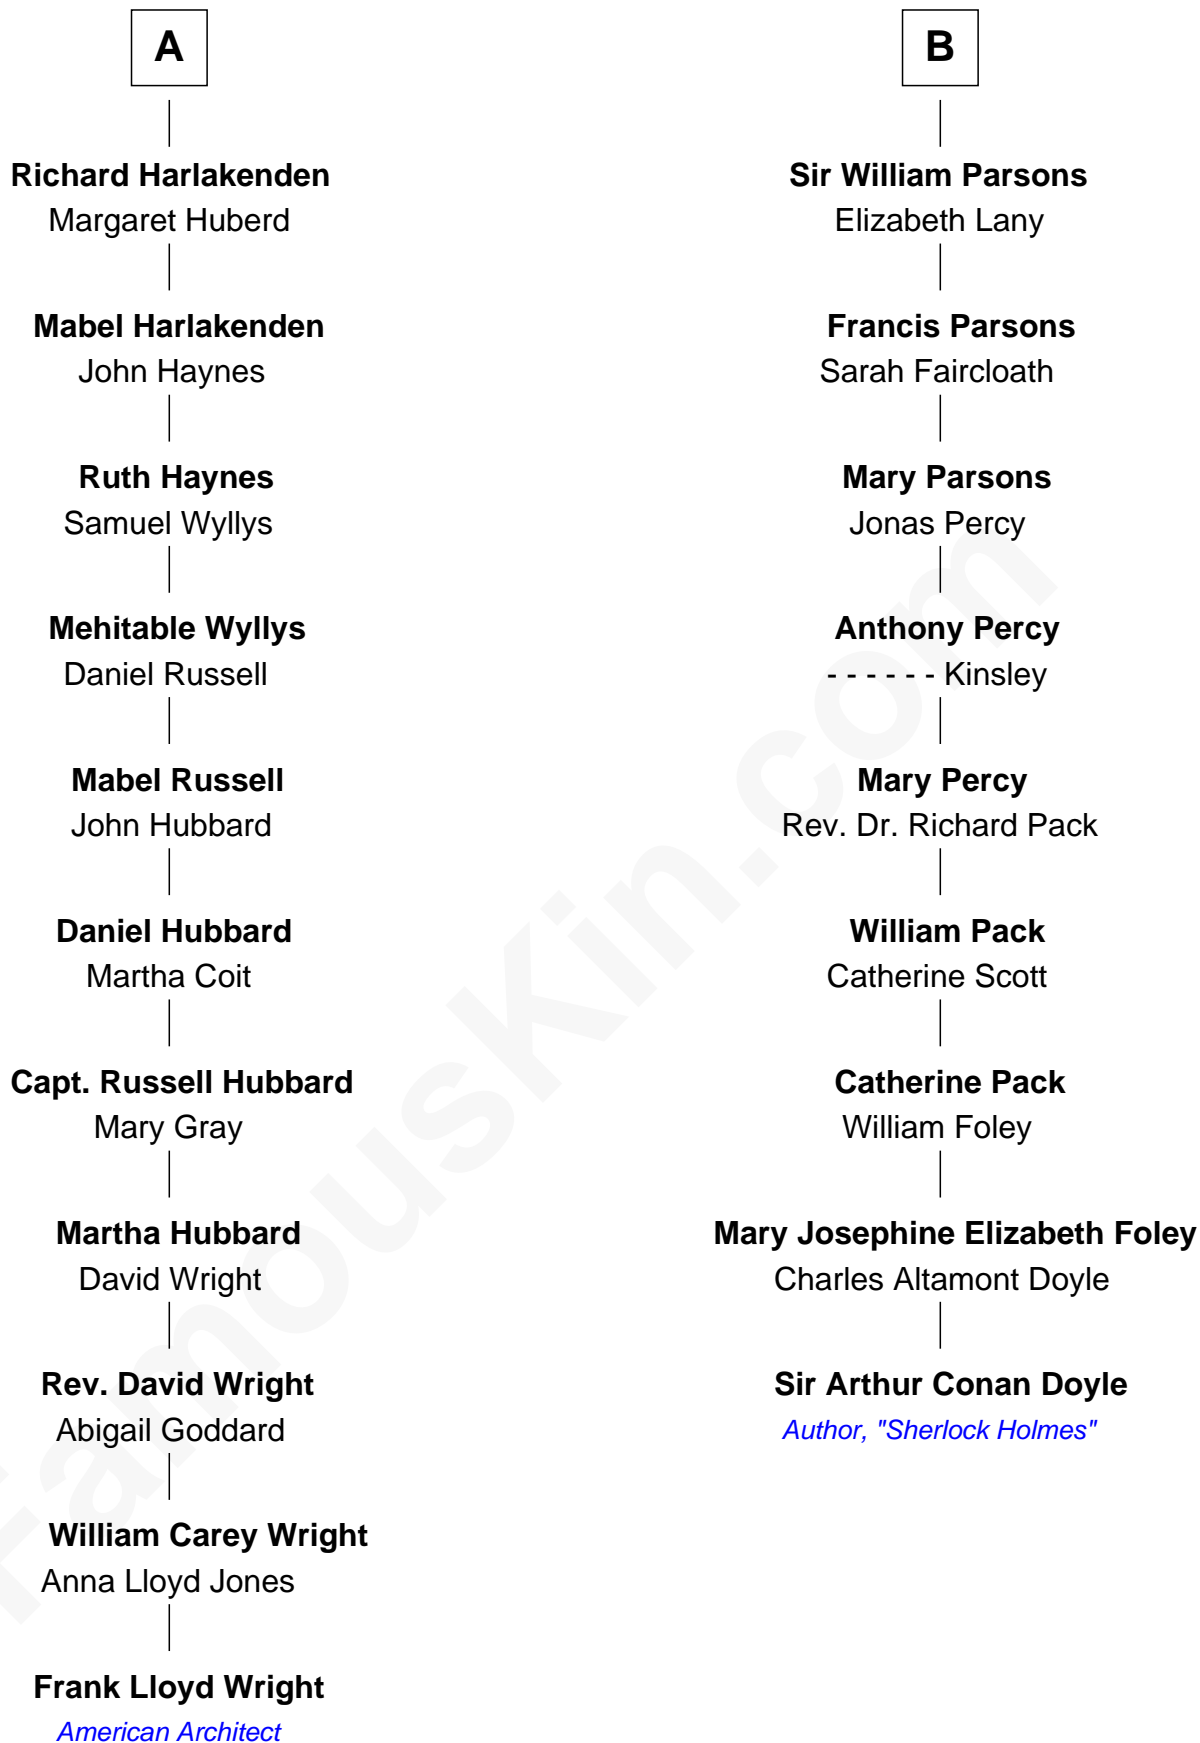 A
Richard Harlakenden
Margaret Huberd
Mabel Harlakenden
John Haynes
Ruth Haynes
Samuel Wyllys
Mehitable Wyllys
Daniel Russell
Mabel Russell
John Hubbard
Daniel Hubbard
Martha Coit
Capt. Russell Hubbard
Mary Gray
Martha Hubbard
David Wright
Rev. David Wright
Abigail Goddard
William Carey Wright
Anna Lloyd Jones
Frank Lloyd Wright
American Architect
B
Sir William Parsons
Elizabeth Lany
Francis Parsons
Sarah Faircloath
Mary Parsons
Jonas Percy
Anthony Percy
- - - - - - Kinsley
Mary Percy
Rev. Dr. Richard Pack
William Pack
Catherine Scott
Catherine Pack
William Foley
Mary Josephine Elizabeth Foley
Charles Altamont Doyle
Sir Arthur Conan Doyle
Author, "Sherlock Holmes"
FamousKin.com